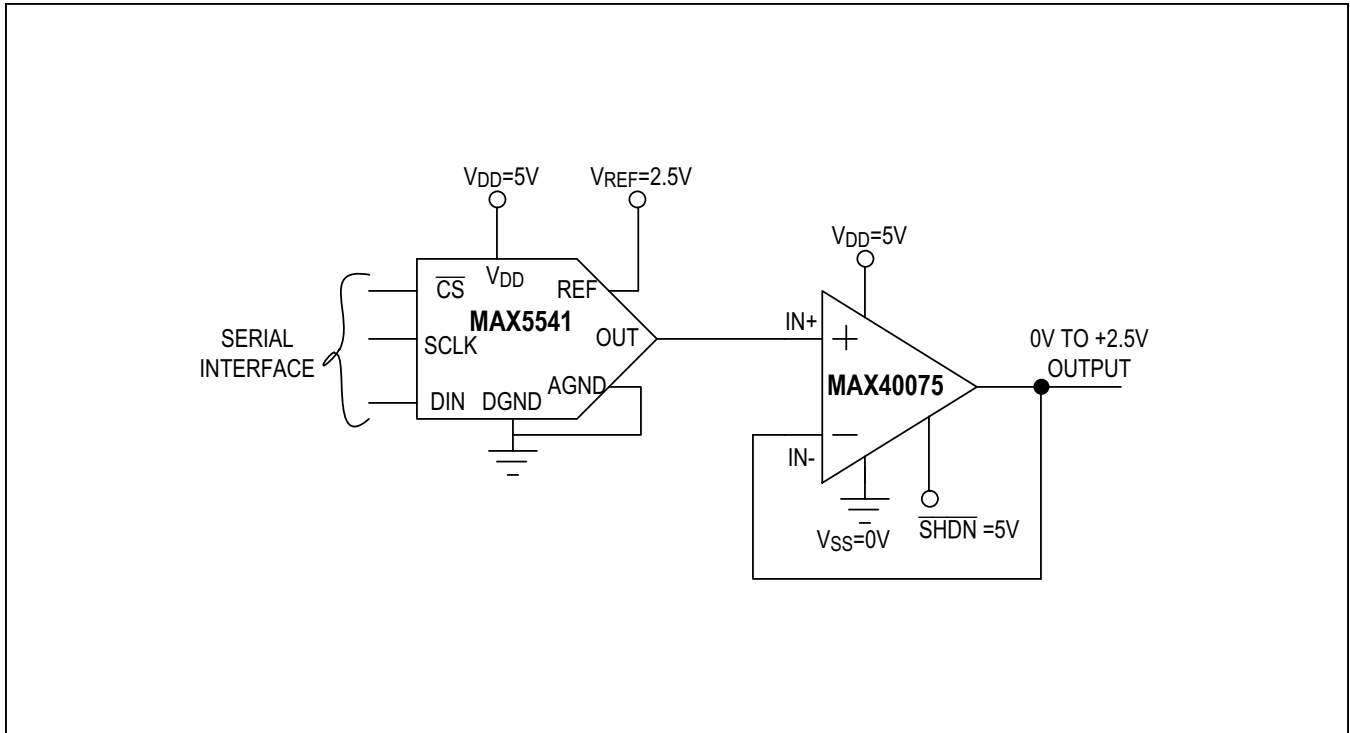 VDD=5V
VREF=2.5V
VDD=5V
CS
VDD
REF
MAX5541
SERIAL
INTERFACE
SCLK
OUT
AGND
DIN
DGND
IN+
+
MAX40075
−
IN-
0V TO +2.5V
OUTPUT
VSS=0V
SHDN =5V